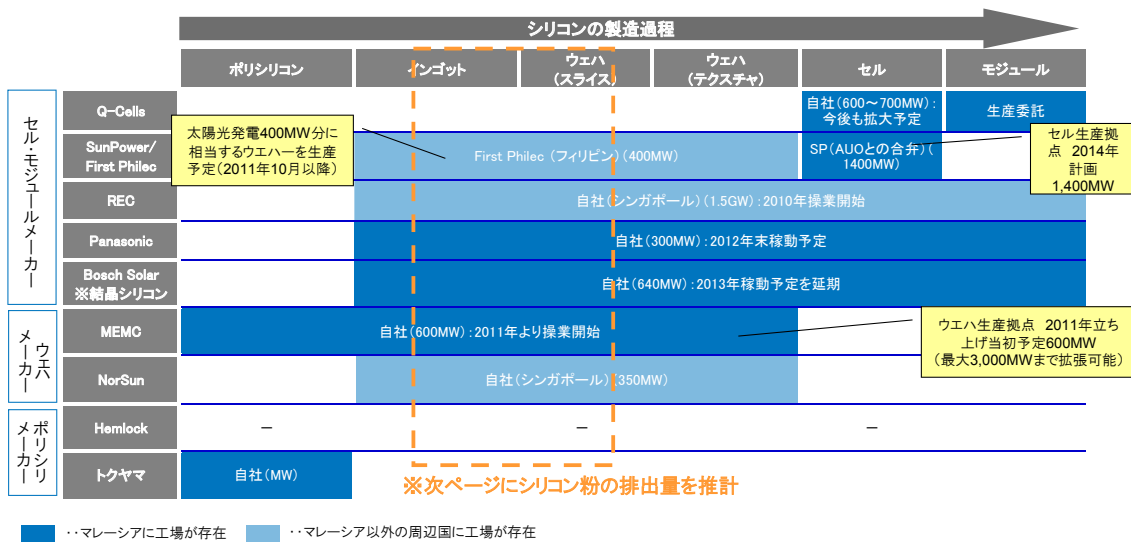 シリコンの製造過程
ポリシリコン
インゴット
ウェハ
(スライス)
ウェハ
(テクスチャ)
セル
モジュール
セル・モジュールメーカー
Q-Cells
自社(600～700MW):
今後も拡大予定
生産委託
太陽光発電400MW分に
相当するウエハーを生産
予定(2011年10月以降)
SunPower/
First Philec
First Philec (フィリピン)(400MW)
SP(AUOとの合弁)(
1400MW)
セル生産拠
点 2014年
計画
1,400MW
REC
自社(シンガポール)(1.5GW):2010年操業開始
Panasonic
自社(300MW):2012年末稼動予定
Bosch Solar
※結晶シリコン
自社(640MW):2013年稼動予定を延期
ウェハメーカー
MEMC
自社(600MW):2011年より操業開始
ウエハ生産拠点 2011年立ち
上げ当初予定600MW
(最大3,000MWまで拡張可能)
NorSun
自社(シンガポール)(350MW)
ポリシリメーカー
Hemlock
－ － －
トクヤマ
自社(MW)
※次ページにシリコン粉の排出量を推計
‥マレーシアに工場が存在 ‥マレーシア以外の周辺国に工場が存在